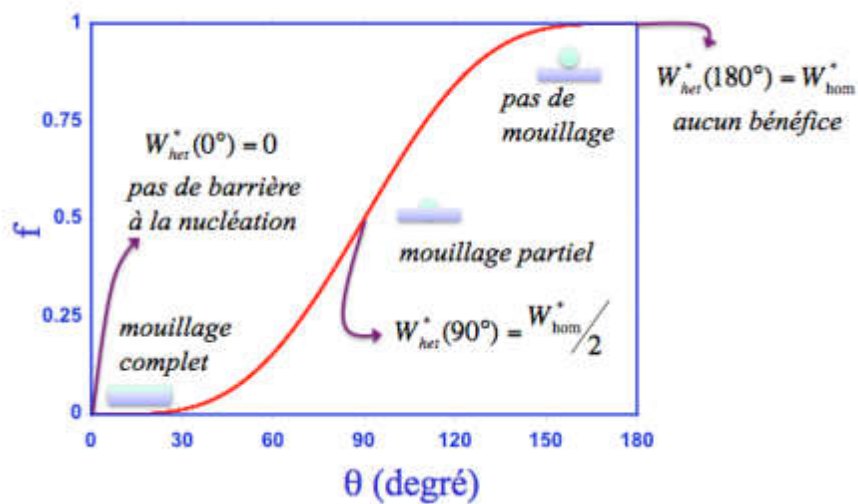 1
0.75
0.5
0.25
0
f
0 30 60 90 120 150 180
θ (degré)
W*het(0°) = 0
pas de barrière
à la nucléation
mouillage
complet
pas de
mouillage
mouillage partiel
W*het(90°) = W*hom/2
W*het(180°) = W*hom
aucun bénéfice